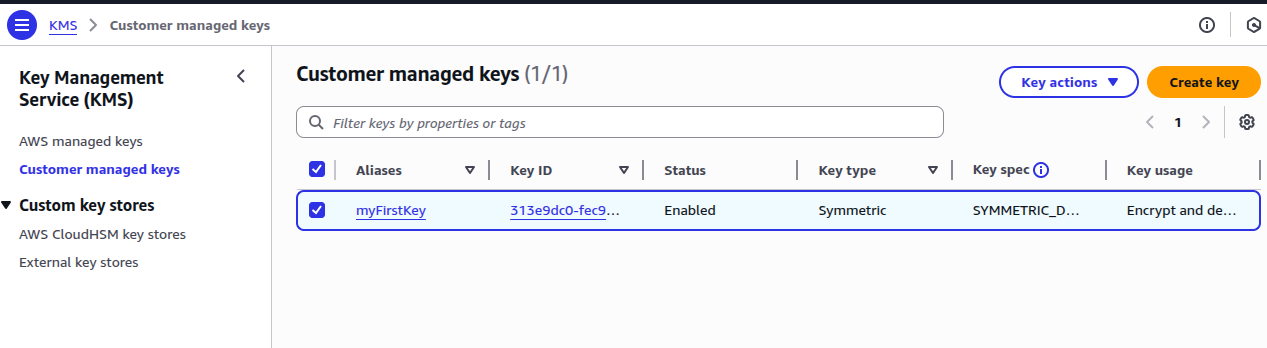 KMS > Customer managed keys
Key Management
Service (KMS)
AWS managed keys
Customer managed keys
Custom key stores
AWS CloudHSM key stores
External key stores
Customer managed keys (1/1)
Key actions
Create key
Filter keys by properties or tags
1
Aliases Key ID Status Key type Key spec Key usage
myFirstKey 313e9dc0-fec9... Enabled Symmetric SYMMETRIC_D... Encrypt and de...